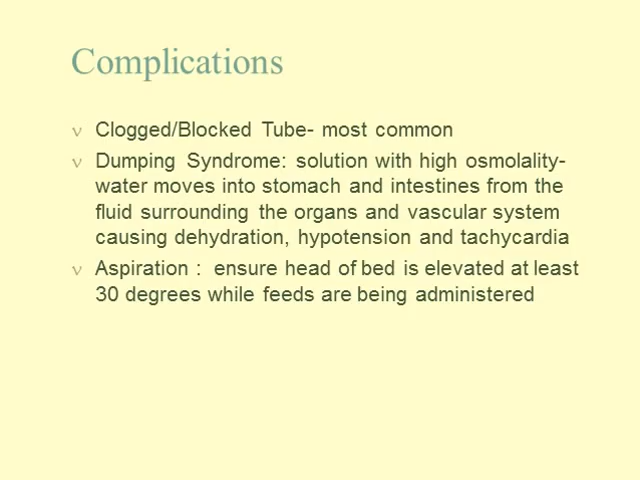 Complications
Clogged/Blocked Tube- most common
Dumping Syndrome: solution with high osmolality-
water moves into stomach and intestines from the
fluid surrounding the organs and vascular system
causing dehydration, hypotension and tachycardia
Aspiration : ensure head of bed is elevated at least
30 degrees while feeds are being administered